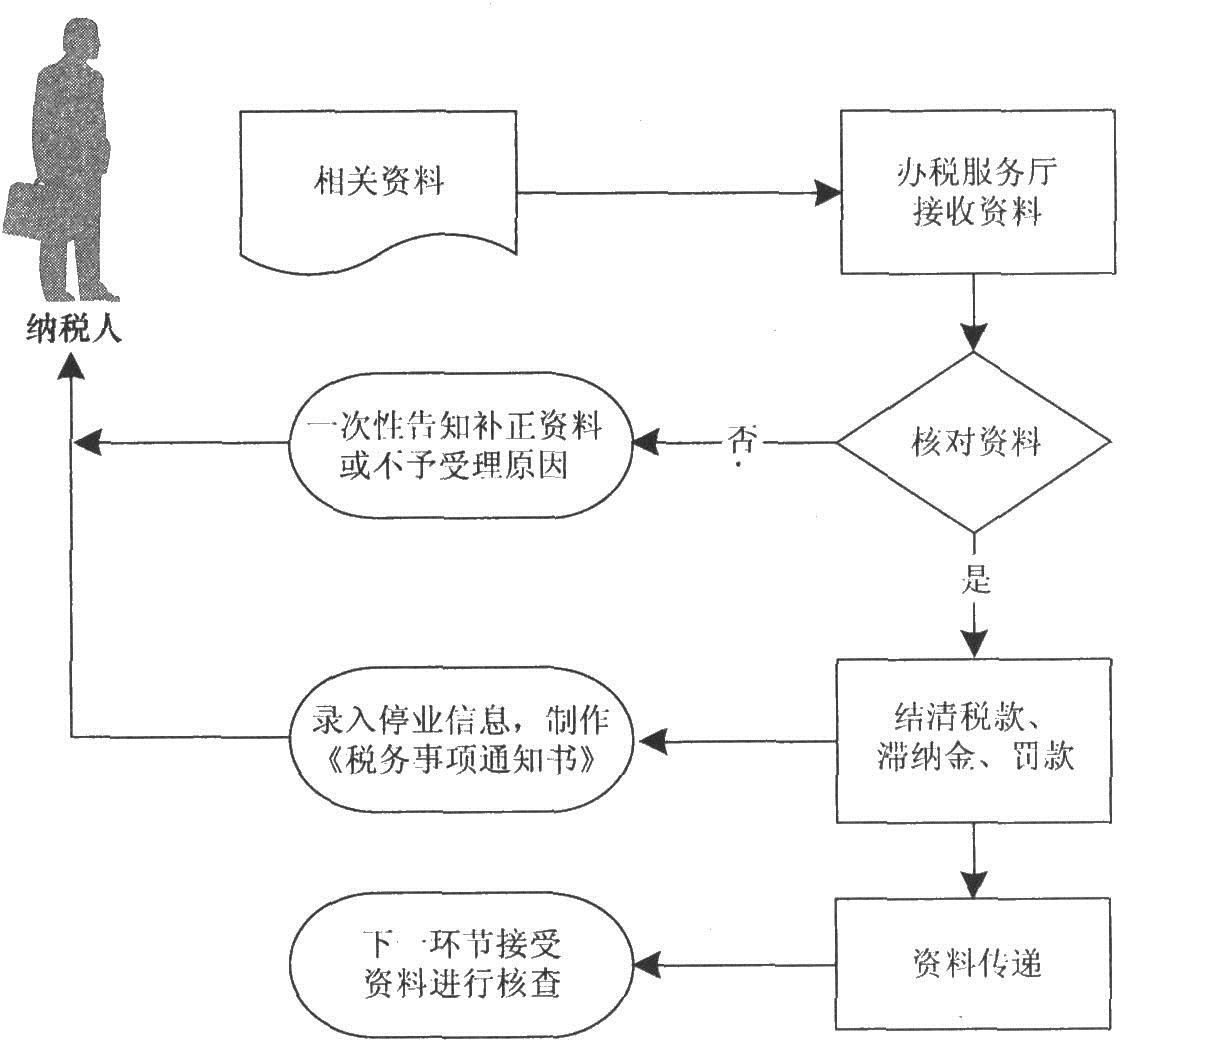 相关资料
办税服务厅
接收资料
纳税人
一次性告知补正资料
或不予受理原因
否
核对资料
是
录入停业信息，制作
《税务事项通知书》
结清税款、
滞纳金、罚款
下一环节接受
资料进行核查
资料传递